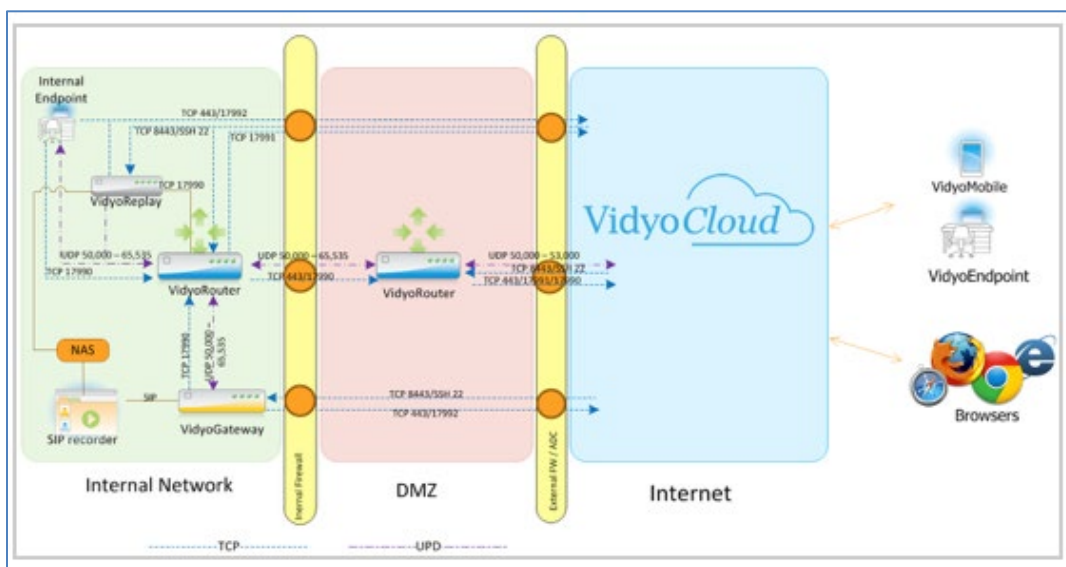 Internal
Endpoint
TCP 443/17992
TCP 8443/SSH 22
TCP 17991
TCP 17990
VidyoReplay
UDP 50,000 – 65,535
TCP 17990
VidyoRouter
UDP 50,000 – 65,535
TCP 443/17990
VidyoRouter
UDP 50,000 – 53,000
TCP 8443/SSH 22
TCP 443/17991/17990
VidyoCloud
VidyoMobile
VidyoEndpoint
Browsers
TCP 17990
UDP 50,000 –
65,535
NAS
SIP
SIP recorder
VidyoGateway
TCP 8443/SSH 22
TCP 443/17992
Inernal Firewall
External FW / ADC
Internal Network
DMZ
Internet
TCP
UPD